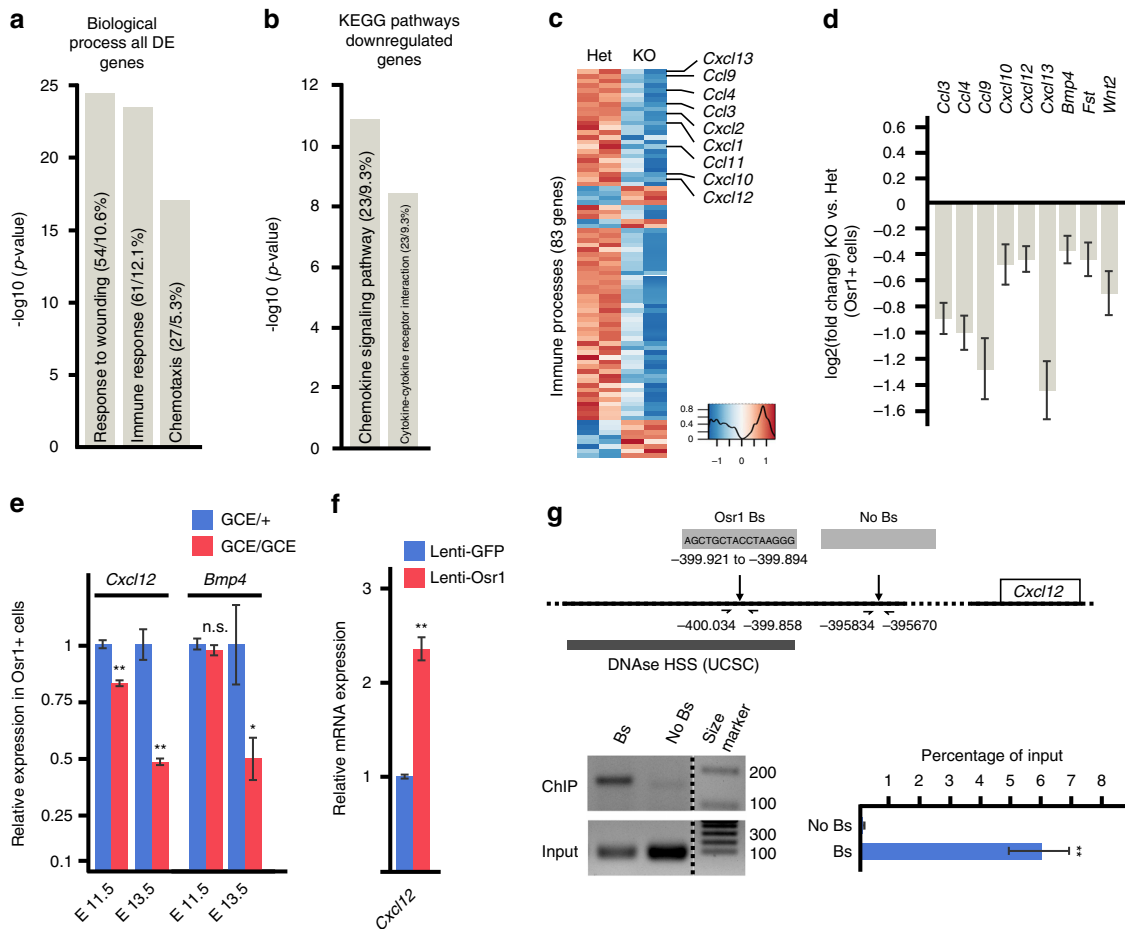 a
Biological
process all DE
genes
-log10 (p-value)
25
20
15
10
5
0
Response to wounding (54/10.6%)
Immune response (61/12.1%)
Chemotaxis (27/5.3%)
b
KEGG pathways
downregulated
genes
-log10 (p-value)
12
10
8
6
4
2
0
Chemokine signaling pathway (23/9.3%)
Cytokine-cytokine receptor interaction (23/9.3%)
c
Het KO
Immune processes (83 genes)
Cxcl13
Ccl9
Ccl4
Ccl3
Cxcl2
Cxcl1
Ccl11
Cxcl10
Cxcl12
0.8
0.4
0
−1 0 1
d
Ccl3
Ccl4
Ccl9
Cxcl10
Cxcl12
Cxcl13
Bmp4
Fst
Wnt2
log2(fold change) KO vs. Het
(Osr1+ cells)
0.6
0.4
0.2
0
−0.2
−0.4
−0.6
−0.8
−1.0
−1.2
−1.4
−1.6
e
GCE/+
GCE/GCE
Cxcl12 Bmp4
Relative expression in Osr1+ cells
1
0.75
0.5
0.25
0.1
**
**
n.s.
*
E 11.5
E 13.5
E 11.5
E 13.5
f
Lenti-GFP
Lenti-Osr1
Relative mRNA expression
3
2
1
**
Cxcl12
g
Osr1 Bs No Bs
AGCTGCTACCTAAGGG
−399.921 to −399.894
Cxcl12
−400.034 −399.858 −395834 −395670
DNAse HSS (UCSC)
Bs
No Bs
Size
marker
ChIP
200
100
Input
300
100
Percentage of input
1 2 3 4 5 6 7 8
No Bs
Bs
**